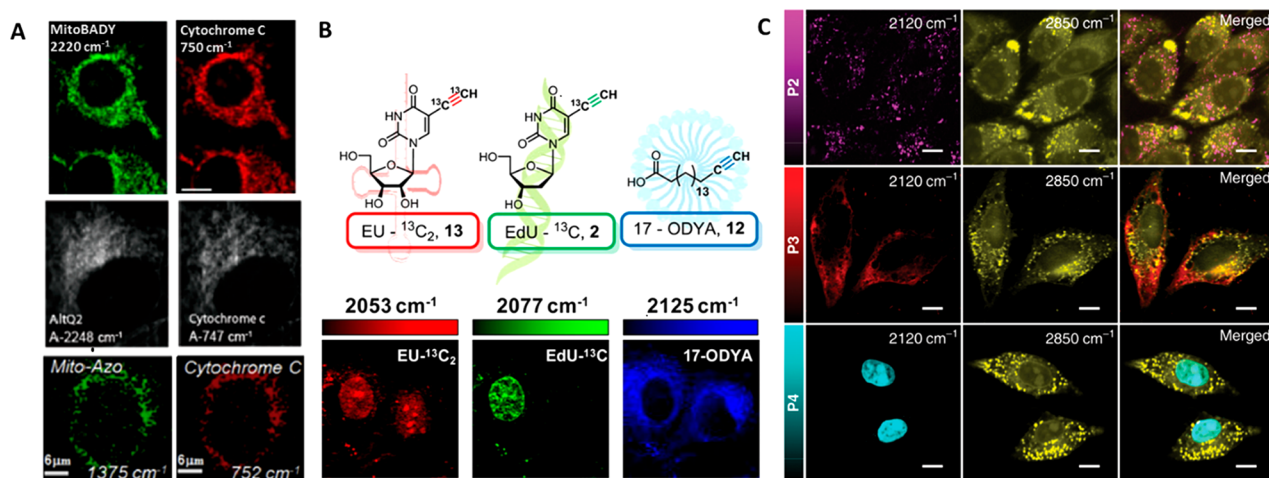 A
MitoBADY
2220 cm⁻¹
Cytochrome C
750 cm⁻¹
AltQ2
A-2248 cm⁻¹
Cytochrome c
A-747 cm⁻¹
Mito-Azo
6µm
1375 cm⁻¹
Cytochrome C
6µm
752 cm⁻¹
B
¹³C
¹³CH
O
HN
O
N
HO
O
O
HO
OH
EU - ¹³C₂, 13
¹³C
CH
O
HN
O
N
HO
O
HO
EdU - ¹³C, 2
O
HO
13
CH
17 - ODYA, 12
2053 cm⁻¹
EU-¹³C₂
2077 cm⁻¹
EdU-¹³C
2125 cm⁻¹
17-ODYA
C
P2
2120 cm⁻¹
2850 cm⁻¹
Merged
P3
2120 cm⁻¹
2850 cm⁻¹
Merged
P4
2120 cm⁻¹
2850 cm⁻¹
Merged